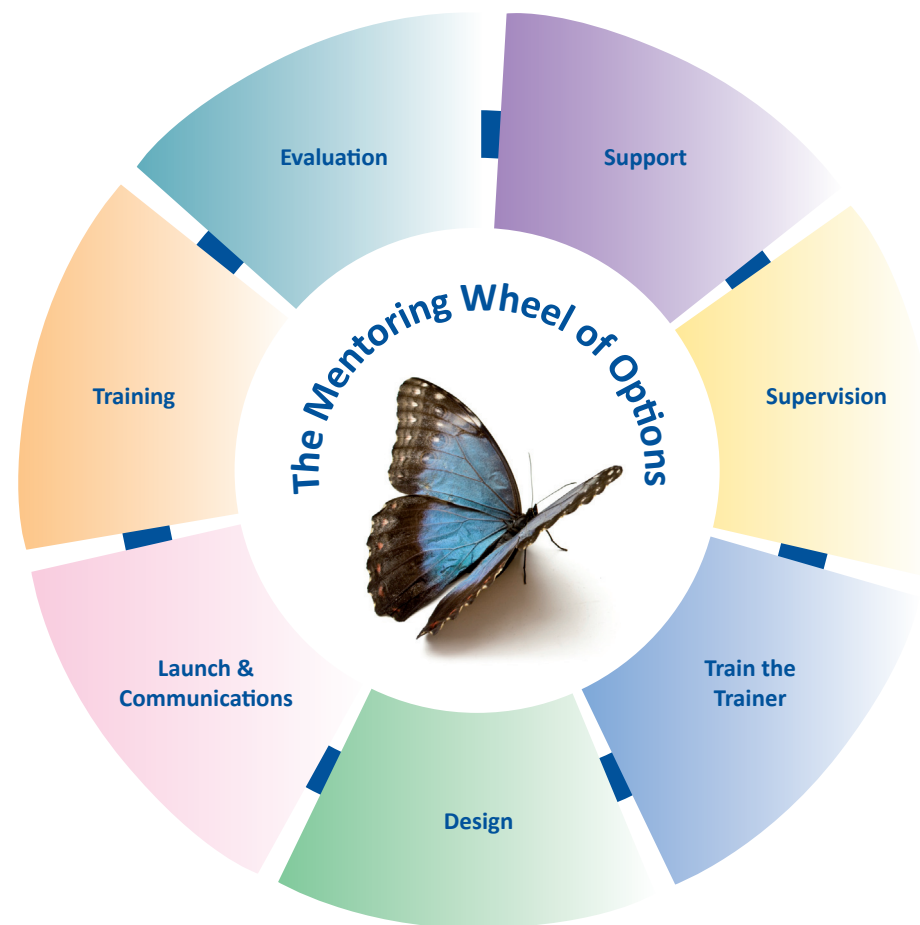 Evaluation
Support
The Mentoring Wheel of Options
Training
Supervision
Launch &
Communications
Train the
Trainer
Design